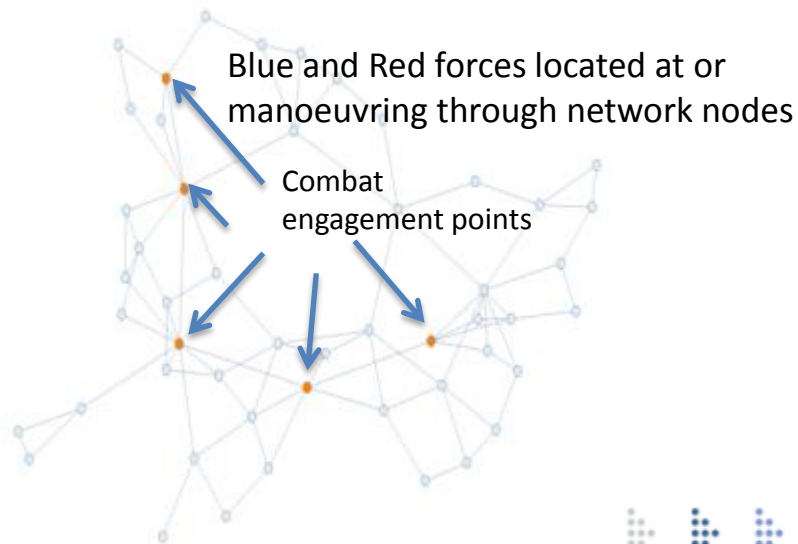 Blue and Red forces located at or
manoeuvring through network nodes
Combat
engagement points